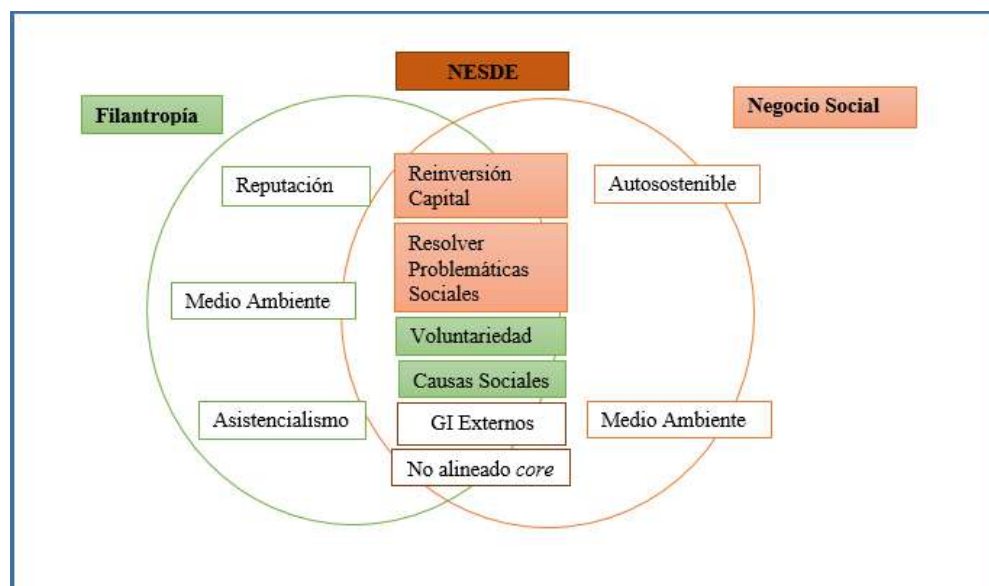 NESDE
Filantropía
Negocio Social
Reputación
Reinversión
Capital
Autosostenible
Resolver
Problemáticas
Sociales
Medio Ambiente
Voluntariedad
Causas Sociales
Asistencialismo
GI Externos
Medio Ambiente
No alineado core